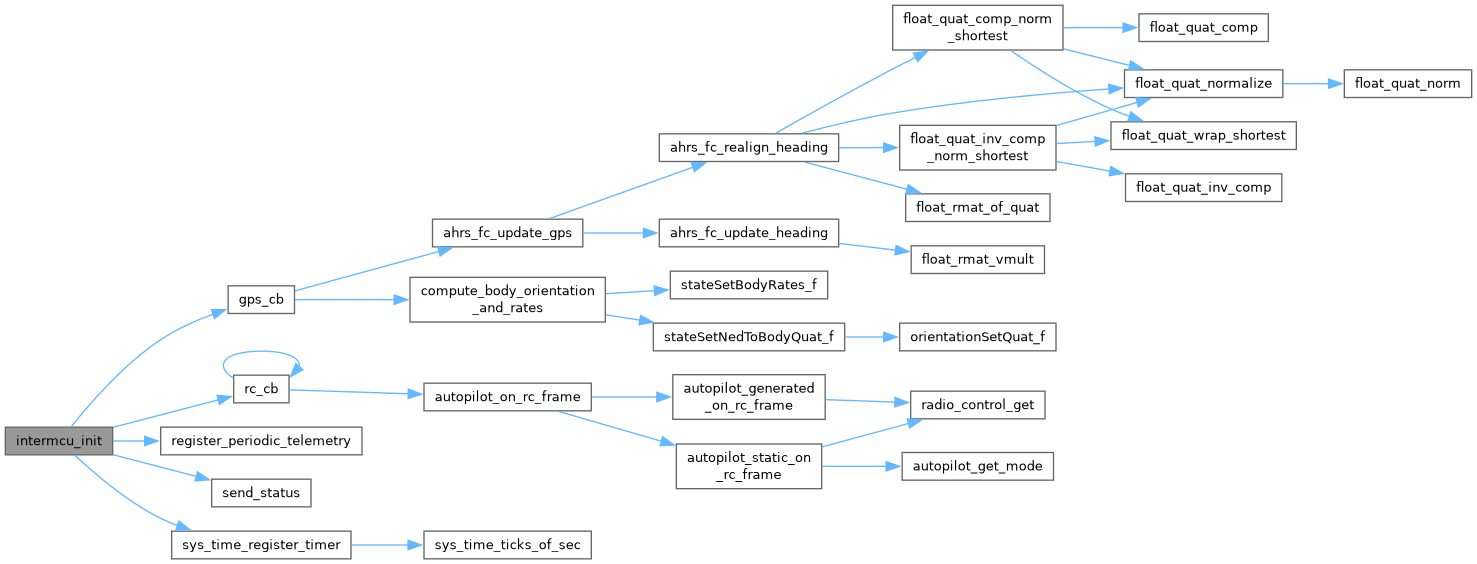 intermcu_init
gps_cb
ahrs_fc_update_gps
ahrs_fc_realign_heading
float_quat_comp_norm
_shortest
float_quat_comp
float_quat_normalize
float_quat_norm
float_quat_wrap_shortest
float_quat_inv_comp
_norm_shortest
float_quat_inv_comp
float_rmat_of_quat
ahrs_fc_update_heading
float_rmat_vmult
compute_body_orientation
_and_rates
stateSetBodyRates_f
stateSetNedToBodyQuat_f
orientationSetQuat_f
rc_cb
autopilot_on_rc_frame
autopilot_generated
_on_rc_frame
radio_control_get
autopilot_static_on
_rc_frame
autopilot_get_mode
register_periodic_telemetry
send_status
sys_time_register_timer
sys_time_ticks_of_sec